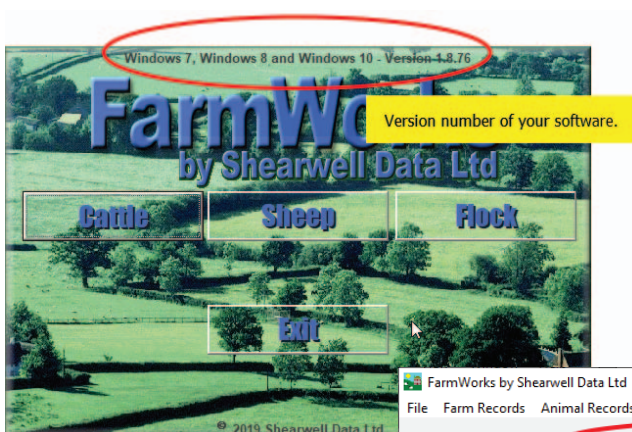 Windows 7, Windows 8 and Windows 10 - Version 1.8.76
FarmWorks
Version number of your software.
by Shearwell Data Ltd
Cattle Sheep Flock
Exit
FarmWorks by Shearwell Data Ltd
File Farm Records Animal Records
© 2019 Shearwell Data Ltd